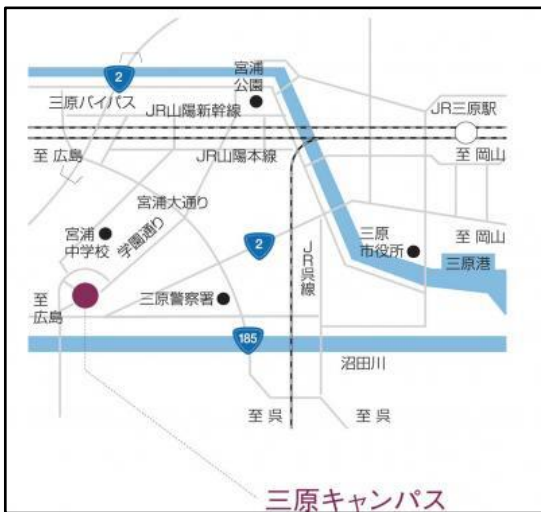 宮浦
公園
2
三原バイパス
JR山陽新幹線
JR三原駅
至 広島
JR山陽本線
至 岡山
宮浦大通り
学園通り
宮浦
中学校
2
JR呉線
三原
市役所
至 岡山
三原港
至
広島
三原警察署
185
沼田川
至 呉
至 呉
三原キャンパス